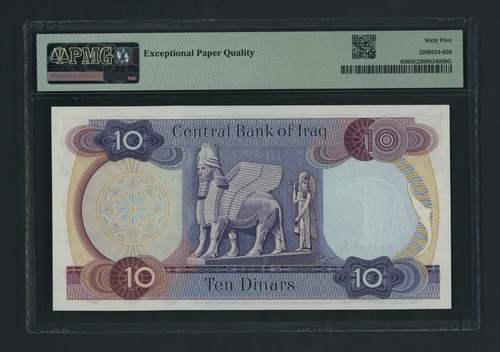 PMG
Exceptional Paper Quality
Sixty Five
2269524-020
6565E2269524020G
10
Central Bank of Iraq
10
10
Ten Dinars
10